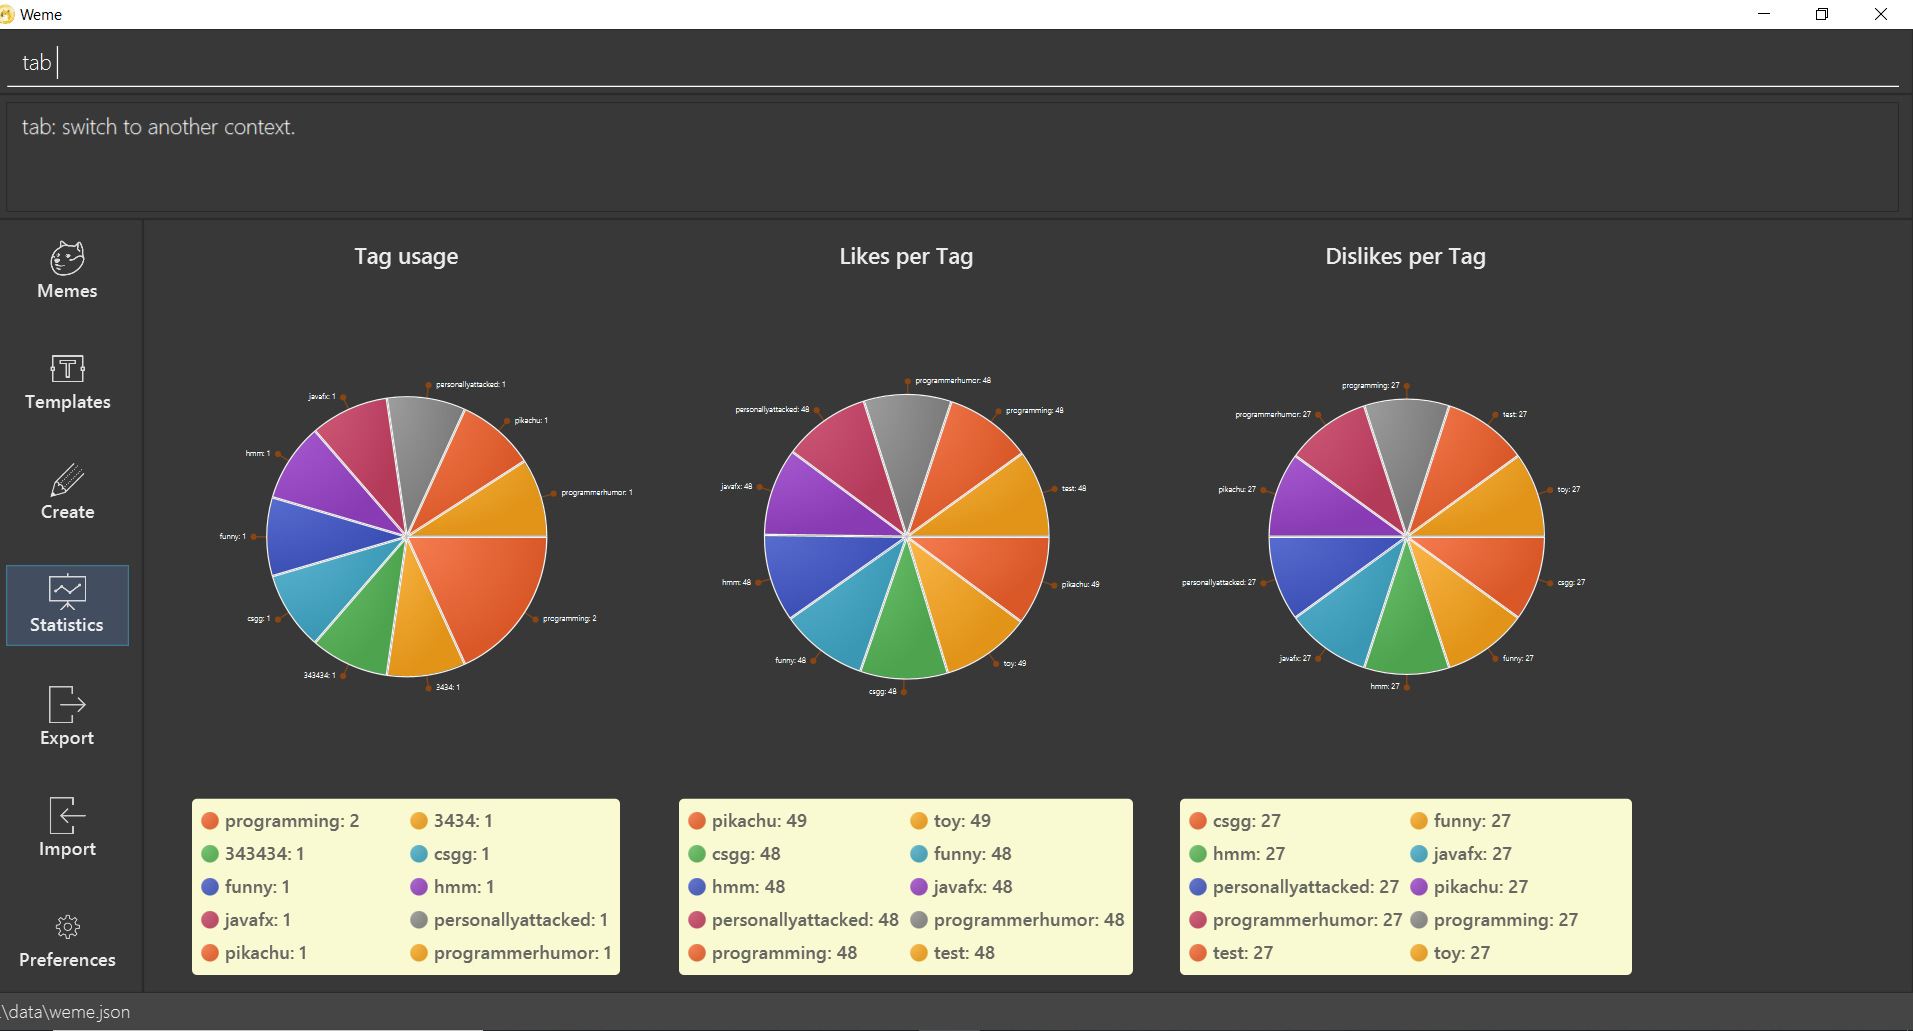 Weme
tab
tab: switch to another context.
Memes
Templates
Create
Statistics
Export
Import
Preferences
Tag usage
personallyattacked: 1
javafx: 1
pikachu: 1
hmm: 1
programmerhumor: 1
funny: 1
csgg: 1
programming: 2
343434: 1
3434: 1
programming: 2 3434: 1
343434: 1 csgg: 1
funny: 1 hmm: 1
javafx: 1 personallyattacked: 1
pikachu: 1 programmerhumor: 1
Likes per Tag
programmerhumor: 48
personallyattacked: 48
programming: 48
javafx: 48
test: 48
hmm: 48
pikachu: 49
funny: 48
toy: 49
csgg: 48
pikachu: 49 toy: 49
csgg: 48 funny: 48
hmm: 48 javafx: 48
personallyattacked: 48 programmerhumor: 48
programming: 48 test: 48
Dislikes per Tag
programming: 27
programmerhumor: 27
test: 27
pikachu: 27
toy: 27
personallyattacked: 27
csgg: 27
javafx: 27
funny: 27
hmm: 27
csgg: 27 funny: 27
hmm: 27 javafx: 27
personallyattacked: 27 pikachu: 27
programmerhumor: 27 programming: 27
test: 27 toy: 27
.\data\weme.json